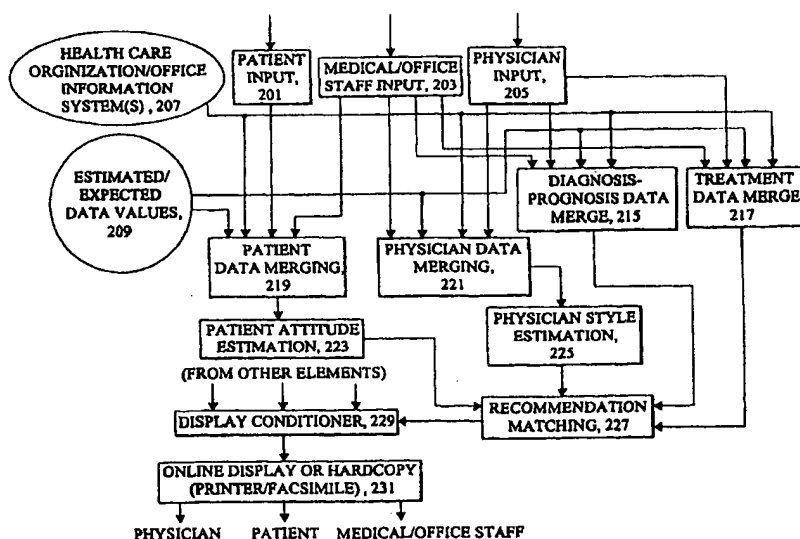 HEALTH CARE
ORGINIZATION/OFFICE
INFORMATION
SYSTEM(S) , 207
PATIENT
INPUT,
201
MEDICAL/OFFICE
STAFF INPUT, 203
PHYSICIAN
INPUT,
205
ESTIMATED/
EXPECTED
DATA VALUES,
209
DIAGNOSIS-
PROGNOSIS DATA
MERGE, 215
TREATMENT
DATA MERGE
217
PATIENT
DATA MERGING,
219
PHYSICIAN DATA
MERGING,
221
PATIENT ATTITUDE
ESTIMATION, 223
PHYSICIAN STYLE
ESTIMATION,
225
(FROM OTHER ELEMENTS)
DISPLAY CONDITIONER, 229
RECOMMENDATION
MATCHING, 227
ONLINE DISPLAY OR HARDCOPY
(PRINTER/FACSIMILE) , 231
PHYSICIAN PATIENT MEDICAL/OFFICE STAFF